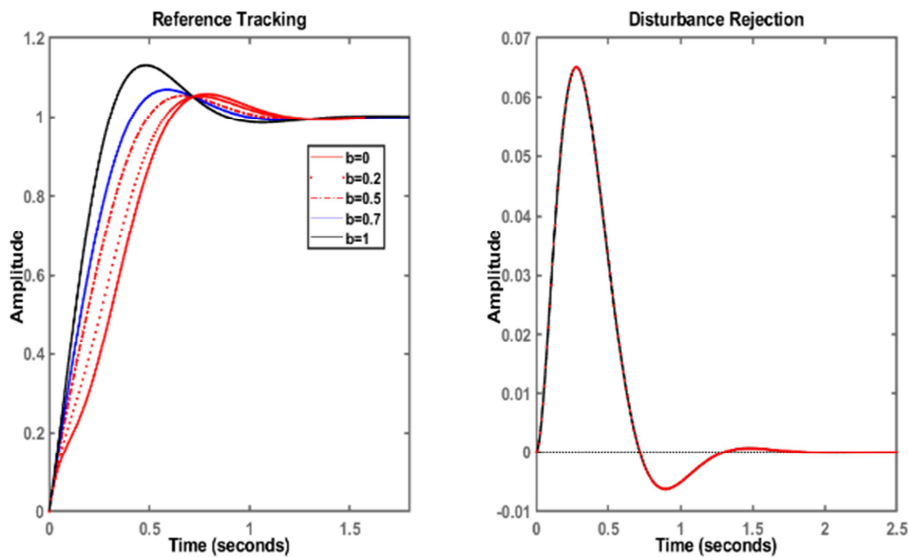 Reference Tracking
1.2
1
0.8
0.6
0.4
0.2
0
Amplitude
0
0.5
1
1.5
Time (seconds)
b=0
b=0.2
b=0.5
b=0.7
b=1
Disturbance Rejection
0.07
0.06
0.05
0.04
0.03
0.02
0.01
0
-0.01
Amplitude
0
0.5
1
1.5
2
2.5
Time (seconds)